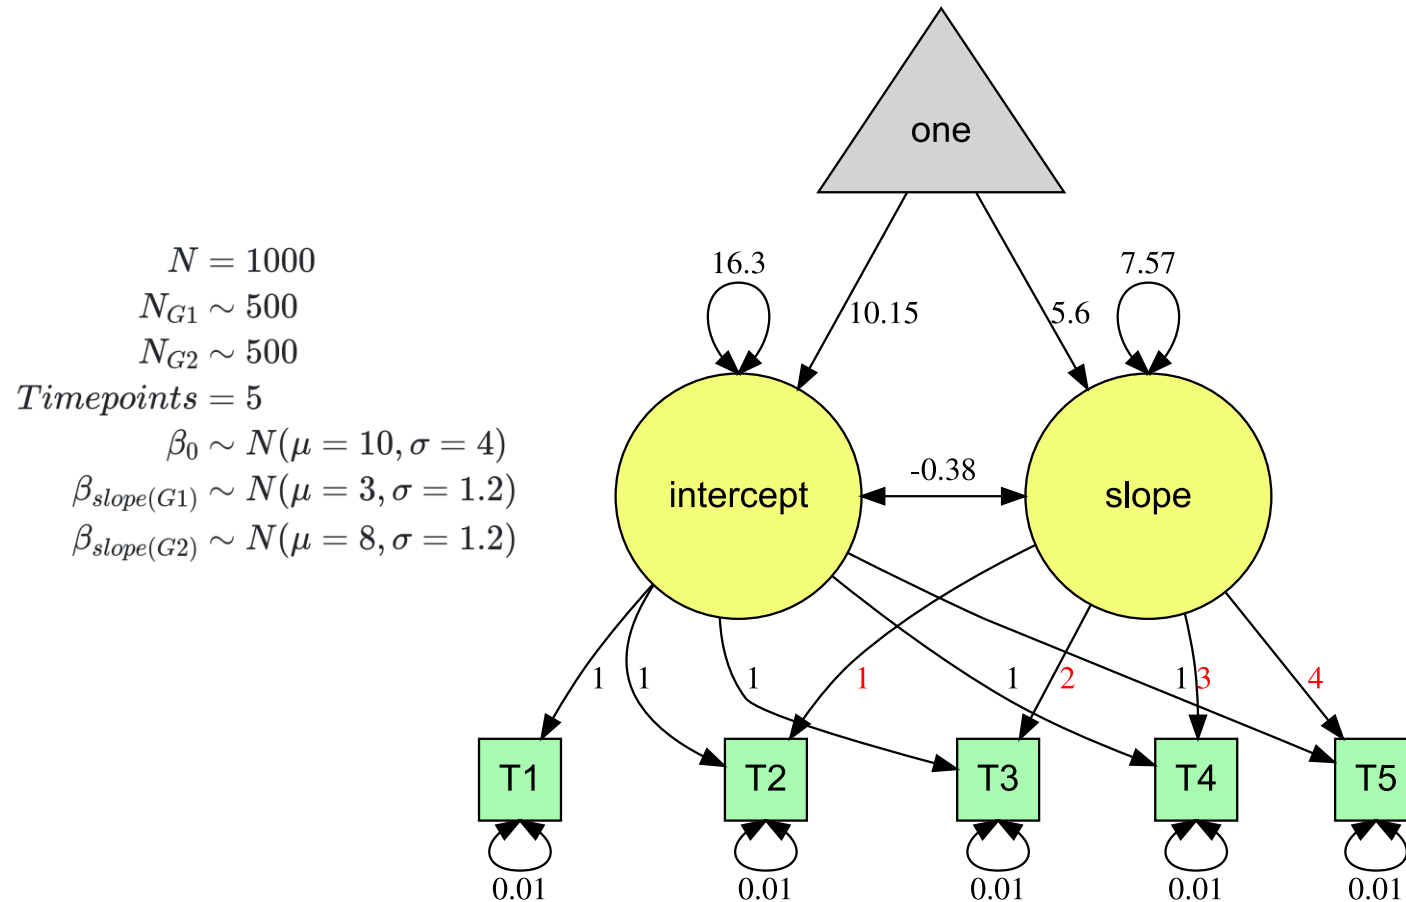 one
N = 1000
N_{G1} ∼ 500
N_{G2} ∼ 500
Timepoints = 5
β_0 ∼ N(μ = 10, σ = 4)
β_{slope(G1)} ∼ N(μ = 3, σ = 1.2)
β_{slope(G2)} ∼ N(μ = 8, σ = 1.2)
16.3
7.57
10.15
5.6
-0.38
intercept
slope
1 1 1 1 1 2 1 3 4
T1 T2 T3 T4 T5
0.01 0.01 0.01 0.01 0.01